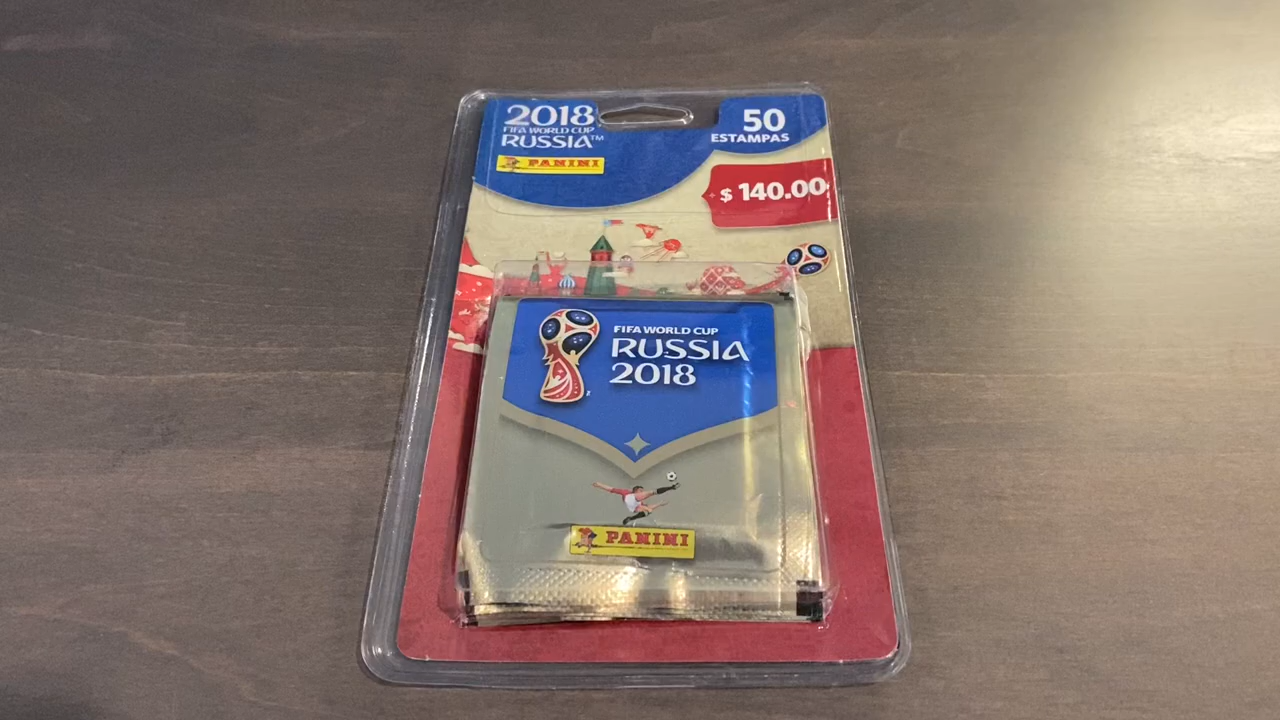 2018
FIFA WORLD CUP
RUSSIA™
PANINI
50
ESTAMPAS
$ 140.00
FIFA WORLD CUP
RUSSIA
2018
PANINI